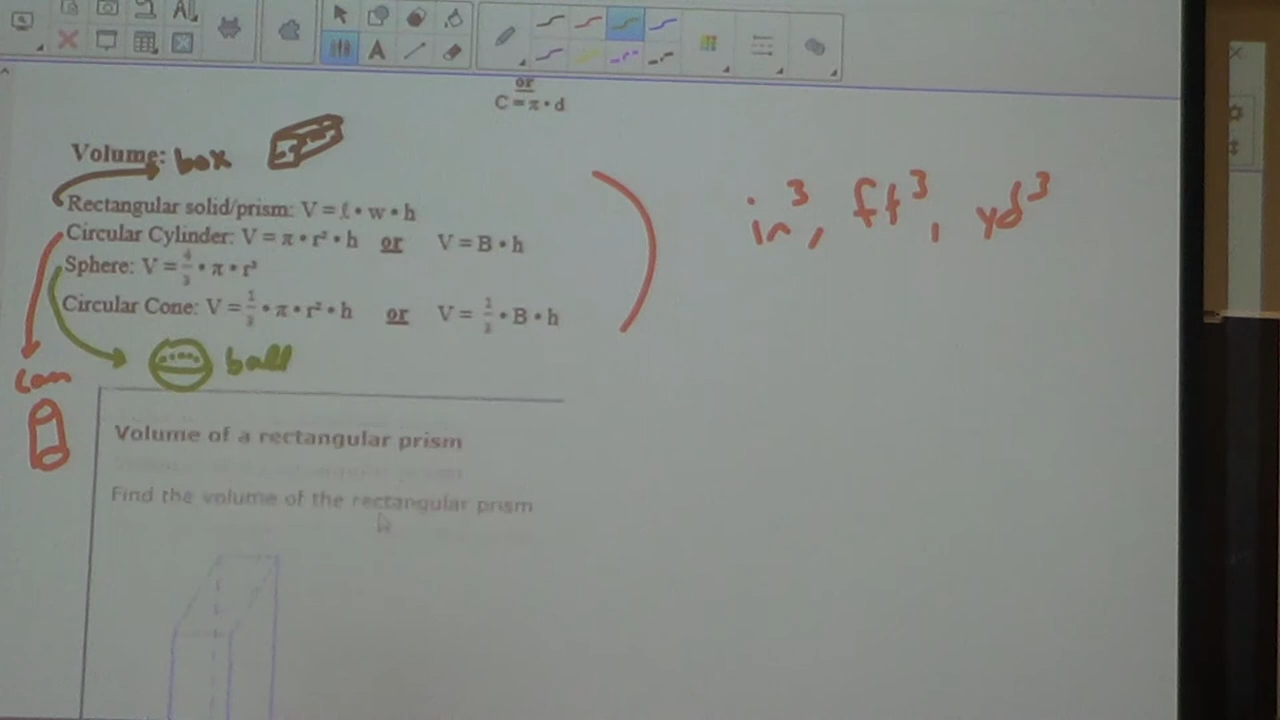 or
C = π • d
Volume: box
Rectangular solid/prism: V = ℓ • w • h
Circular Cylinder: V = π • r² • h or V = B • h
Sphere: V = 4/3 • π • r³
Circular Cone: V = 1/3 • π • r² • h or V = 1/3 • B • h
in³, ft³, yd³
ball
can
Volume of a rectangular prism
Find the volume of the rectangular prism